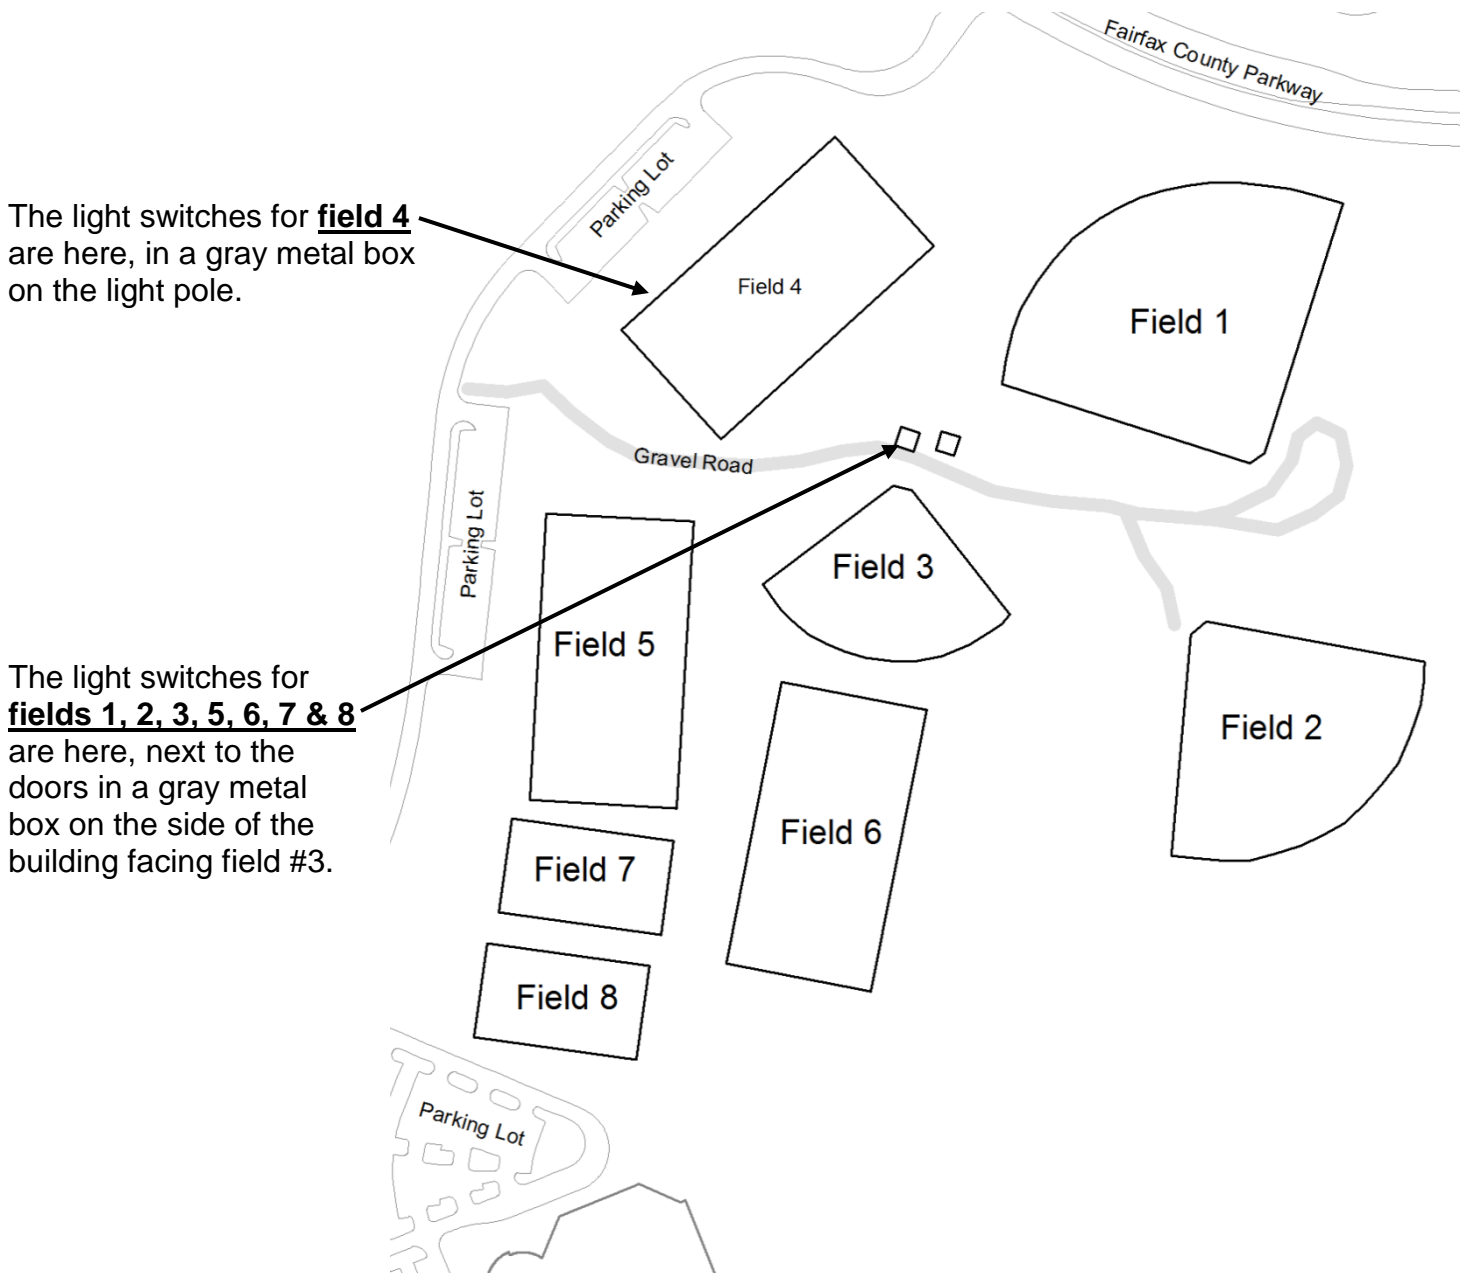 Fairfax County Parkway
Parking Lot
The light switches for field 4
are here, in a gray metal box
on the light pole.
Field 4
Field 1
Gravel Road
Parking Lot
Field 3
Field 5
The light switches for
fields 1, 2, 3, 5, 6, 7 & 8
are here, next to the
doors in a gray metal
box on the side of the
building facing field #3.
Field 2
Field 6
Field 7
Field 8
Parking Lot